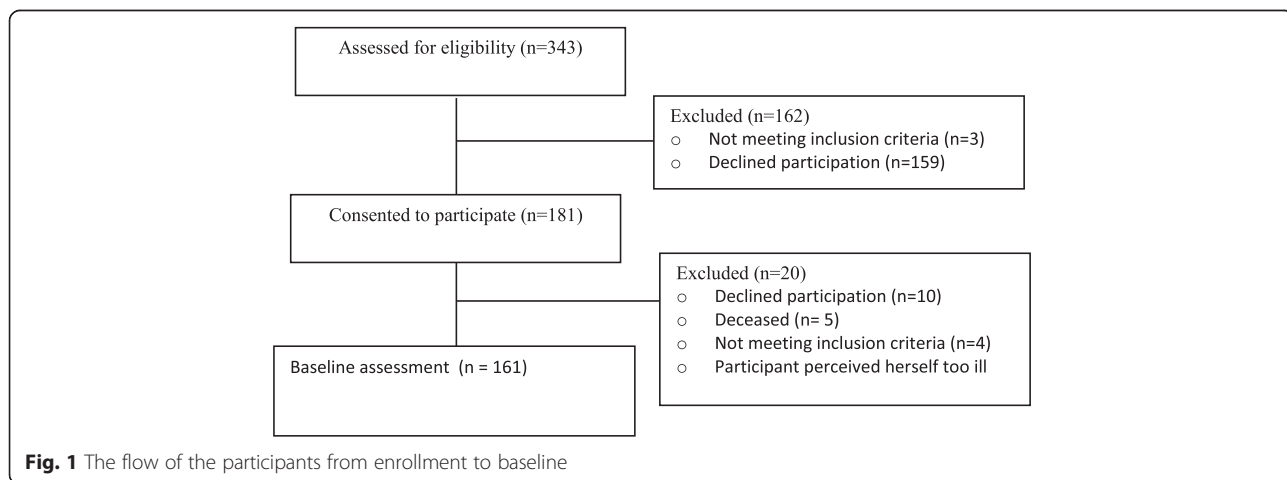 Assessed for eligibility (n=343)
Excluded (n=162)
○ Not meeting inclusion criteria (n=3)
○ Declined participation (n=159)
Consented to participate (n=181)
Excluded (n=20)
○ Declined participation (n=10)
○ Deceased (n= 5)
○ Not meeting inclusion criteria (n=4)
○ Participant perceived herself too ill
Baseline assessment (n = 161)
Fig. 1 The flow of the participants from enrollment to baseline